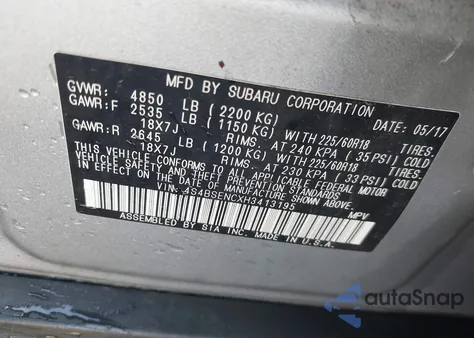 MFD BY SUBARU CORPORATION DATE: 05/17
GVWR: 4850 LB (2200 KG)
GAWR:F 2535 LB (1150 KG) WITH 225/60R18
18X7J RIMS, AT 240 KPA (35 PSI) COLD
GAWR:R 2645 LB (1200 KG) WITH 225/60R18
18X7J RIMS, AT 230 KPA (33 PSI) COLD
THIS VEHICLE CONFORMS TO ALL APPLICABLE FEDERAL MOTOR
VEHICLE SAFETY, BUMPER, AND THEFT PREVENTION STANDARDS
IN EFFECT ON THE DATE OF MANUFACTURE SHOWN ABOVE.
VIN: 4S4BSENCXH3413195 MPV
ASSEMBLED BY SIA INC. MADE IN U.S.A.
autoSnap